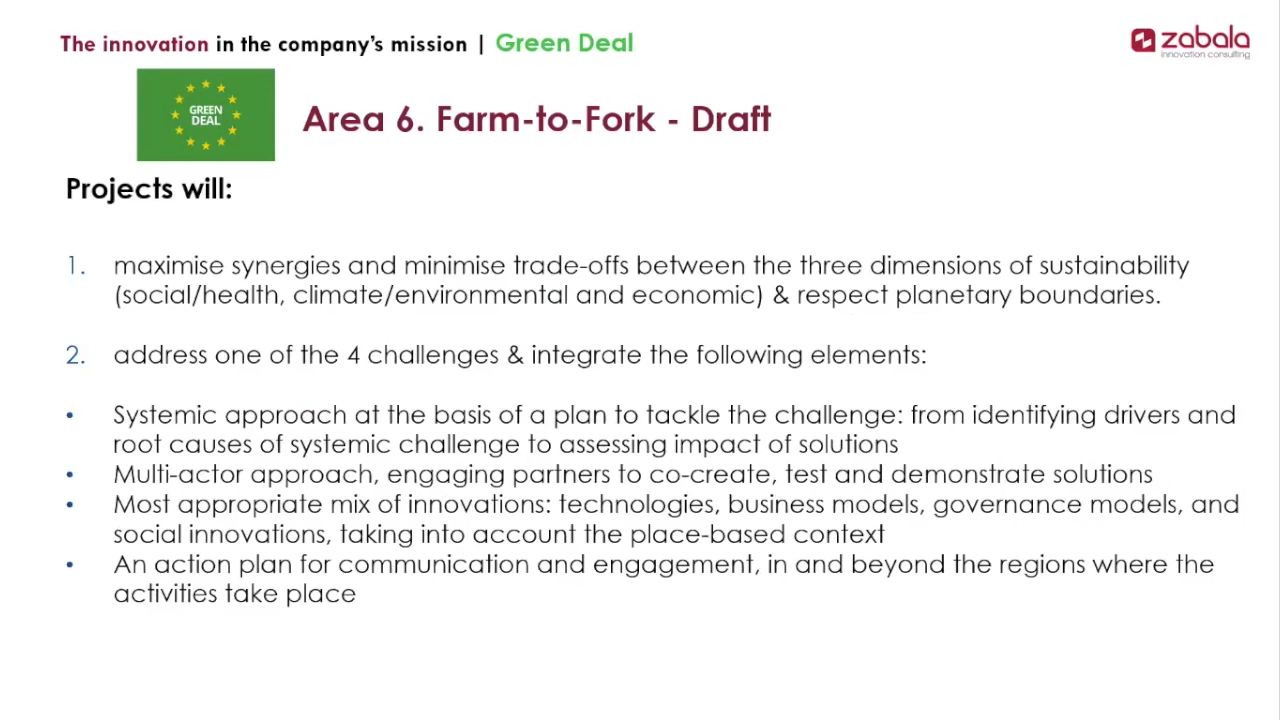 The innovation in the company's mission | Green Deal
zabala
innovation consulting
GREEN
DEAL
Area 6. Farm-to-Fork - Draft
Projects will:
1. maximise synergies and minimise trade-offs between the three dimensions of sustainability
(social/health, climate/environmental and economic) & respect planetary boundaries.
2. address one of the 4 challenges & integrate the following elements:
• Systemic approach at the basis of a plan to tackle the challenge: from identifying drivers and
root causes of systemic challenge to assessing impact of solutions
• Multi-actor approach, engaging partners to co-create, test and demonstrate solutions
• Most appropriate mix of innovations: technologies, business models, governance models, and
social innovations, taking into account the place-based context
• An action plan for communication and engagement, in and beyond the regions where the
activities take place